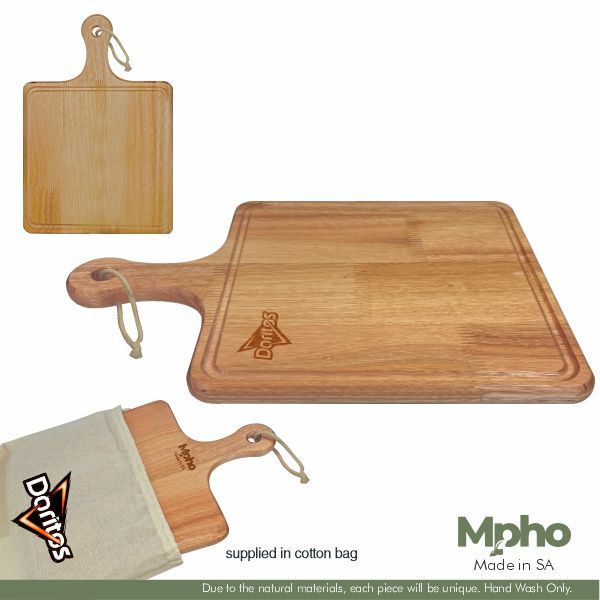 Doritos
Mpho
Doritos
supplied in cotton bag
Mpho
Made in SA
Due to the natural materials, each piece will be unique. Hand Wash Only.